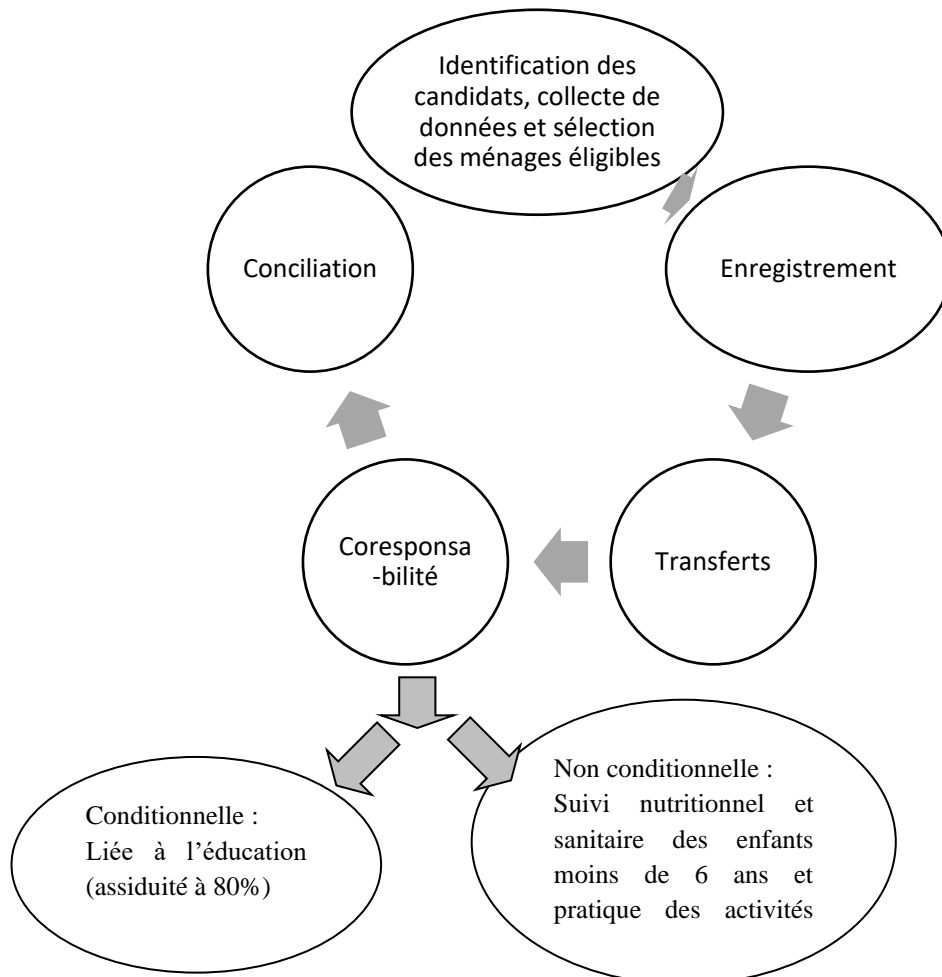 Identification des
candidats, collecte de
données et sélection
des ménages éligibles
Conciliation
Enregistrement
Coresponsa
-bilité
Transferts
Conditionnelle :
Liée à l’éducation
(assiduité à 80%)
Non conditionnelle :
Suivi nutritionnel et
sanitaire des enfants
moins de 6 ans et
pratique des activités